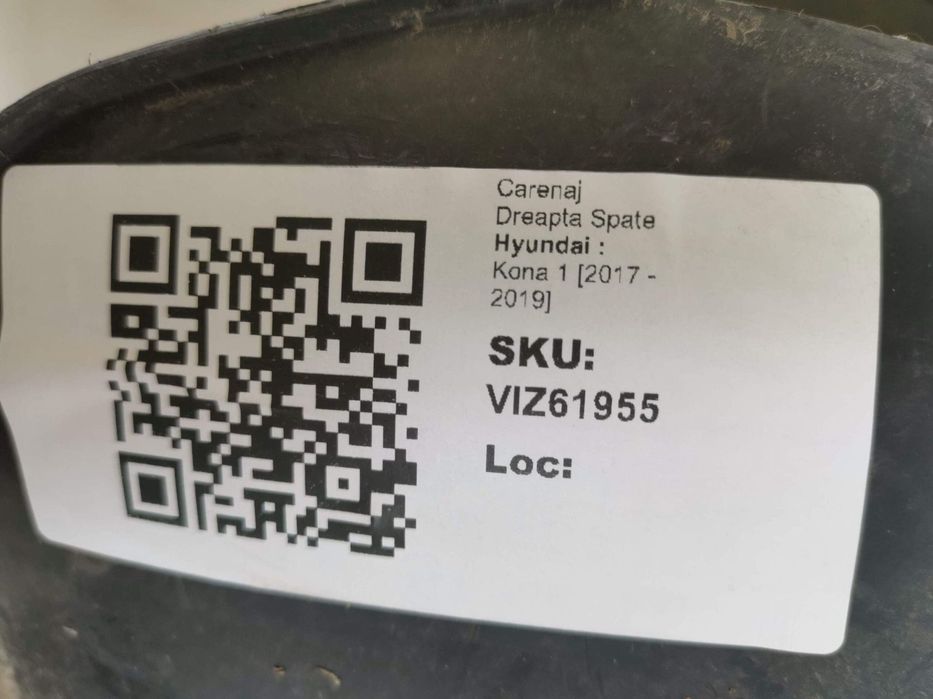 Carenaj
Dreapta Spate
Hyundai :
Kona 1 [2017 -
2019]
SKU:
VIZ61955
Loc: